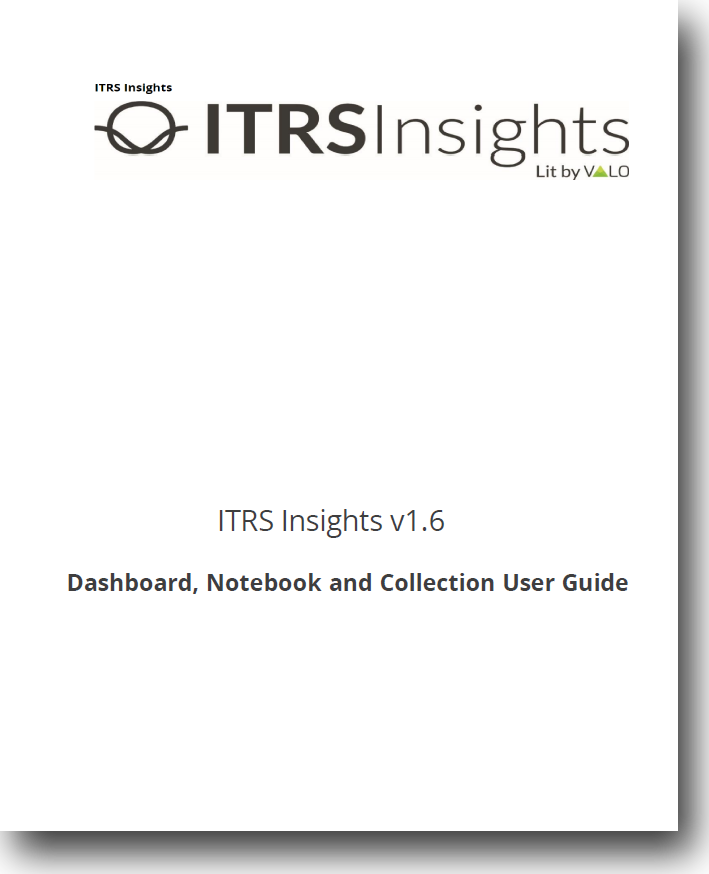 ITRS Insights
ITRSInsights
Lit by VALO
ITRS Insights v1.6
Dashboard, Notebook and Collection User Guide